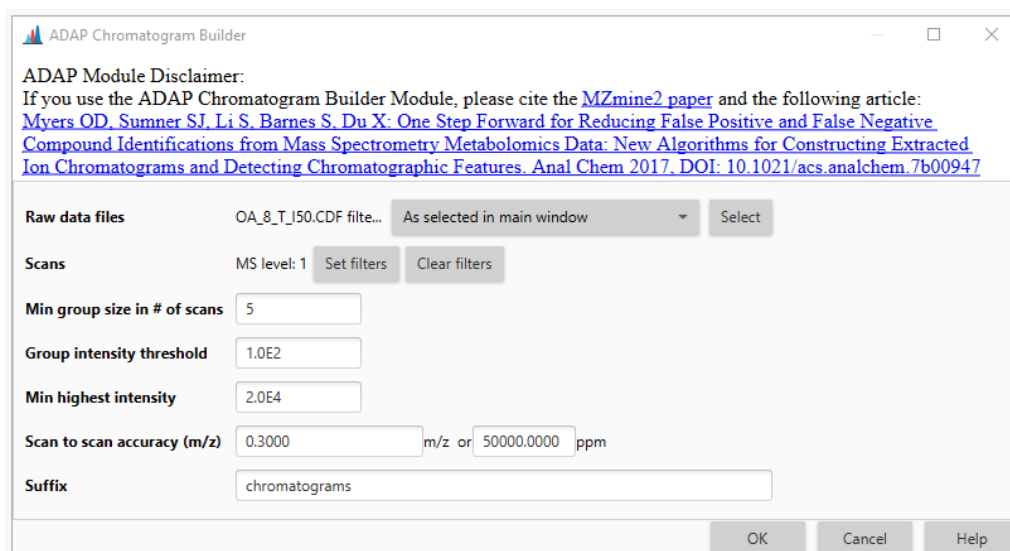 ADAP Chromatogram Builder
ADAP Module Disclaimer:
If you use the ADAP Chromatogram Builder Module, please cite the MZmine2 paper and the following article:
Myers OD, Sumner SJ, Li S, Barnes S, Du X: One Step Forward for Reducing False Positive and False Negative
Compound Identifications from Mass Spectrometry Metabolomics Data: New Algorithms for Constructing Extracted
Ion Chromatograms and Detecting Chromatographic Features. Anal Chem 2017, DOI: 10.1021/acs.analchem.7b00947
Raw data files OA_8_T_I50.CDF filte... As selected in main window Select
Scans MS level: 1 Set filters Clear filters
Min group size in # of scans 5
Group intensity threshold 1.0E2
Min highest intensity 2.0E4
Scan to scan accuracy (m/z) 0.3000 m/z or 50000.0000 ppm
Suffix chromatograms
OK Cancel Help